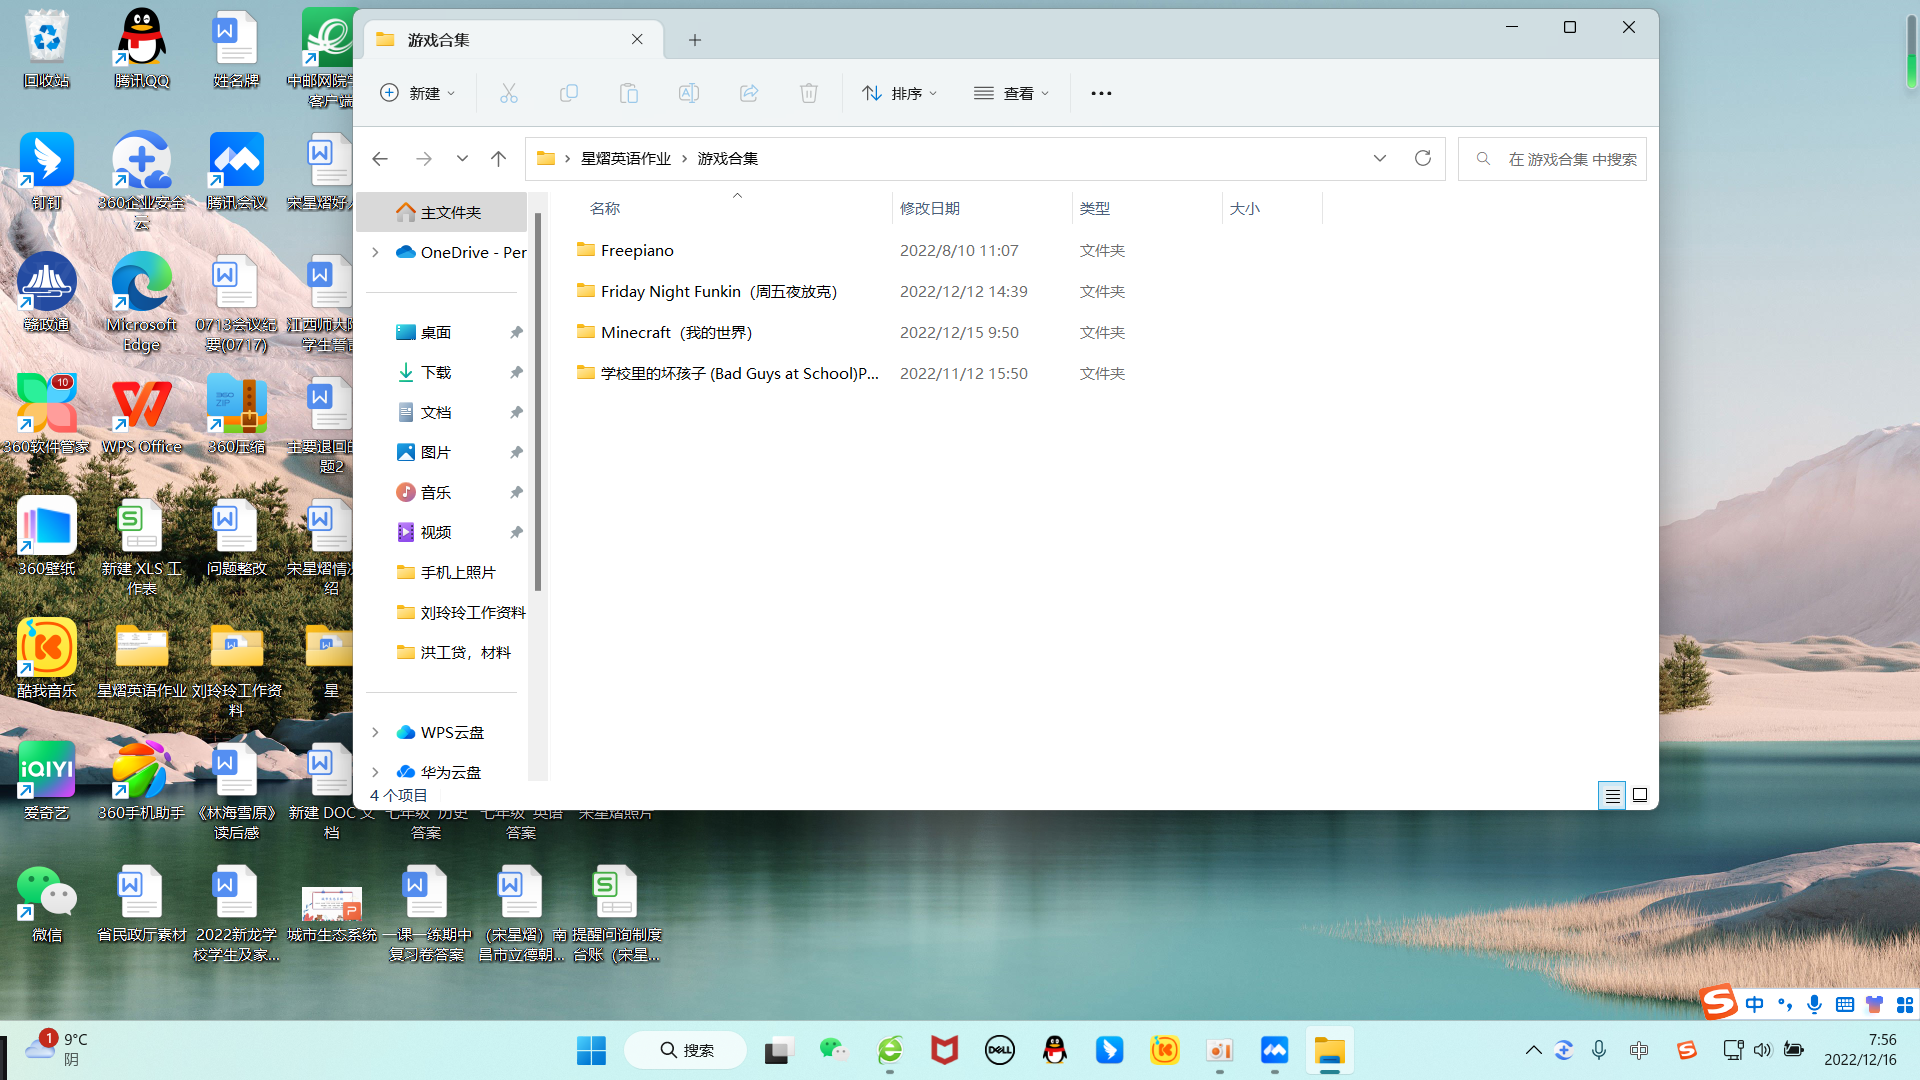 游戏合集
新建
排序
查看
星熠英语作业
游戏合集
在 游戏合集 中搜索
主文件夹
OneDrive - Per
桌面
下载
文档
图片
音乐
视频
手机上照片
刘玲玲工作资料
洪工贷，材料
WPS云盘
华为云盘
名称
修改日期
类型
大小
Freepiano
2022/8/10 11:07
文件夹
Friday Night Funkin（周五夜放克）
2022/12/12 14:39
文件夹
Minecraft（我的世界）
2022/12/15 9:50
文件夹
学校里的坏孩子 (Bad Guys at School)P...
2022/11/12 15:50
文件夹
4 个项目
回收站
腾讯QQ
姓名牌
中邮网院学
客户端
钉钉
360企业安全
云
腾讯会议
宋星熠好人
赣政通
Microsoft
Edge
0713会议纪
要(0717)
江西师大附
学生誓言
10
360软件管家
WPS Office
360ZIP
360压缩
主要退回的
题2
360壁纸
新建 XLS 工
作表
问题整改
宋星熠情况
绍
酷我音乐
星熠英语作业
刘玲玲工作资
料
星
iQIYI
爱奇艺
360手机助手
《林海雪原》
读后感
新建 DOC 文
档
七年级 历史
答案
七年级 英语
答案
宋星熠照片
微信
省民政厅素材
2022新龙学
校学生及家...
城市生态系统
一课一练期中
复习卷答案
（宋星熠）南
昌市立德朝...
提醒问询制度
台账（宋星...
中
1
9°C
阴
搜索
DELL
中
7:56
2022/12/16